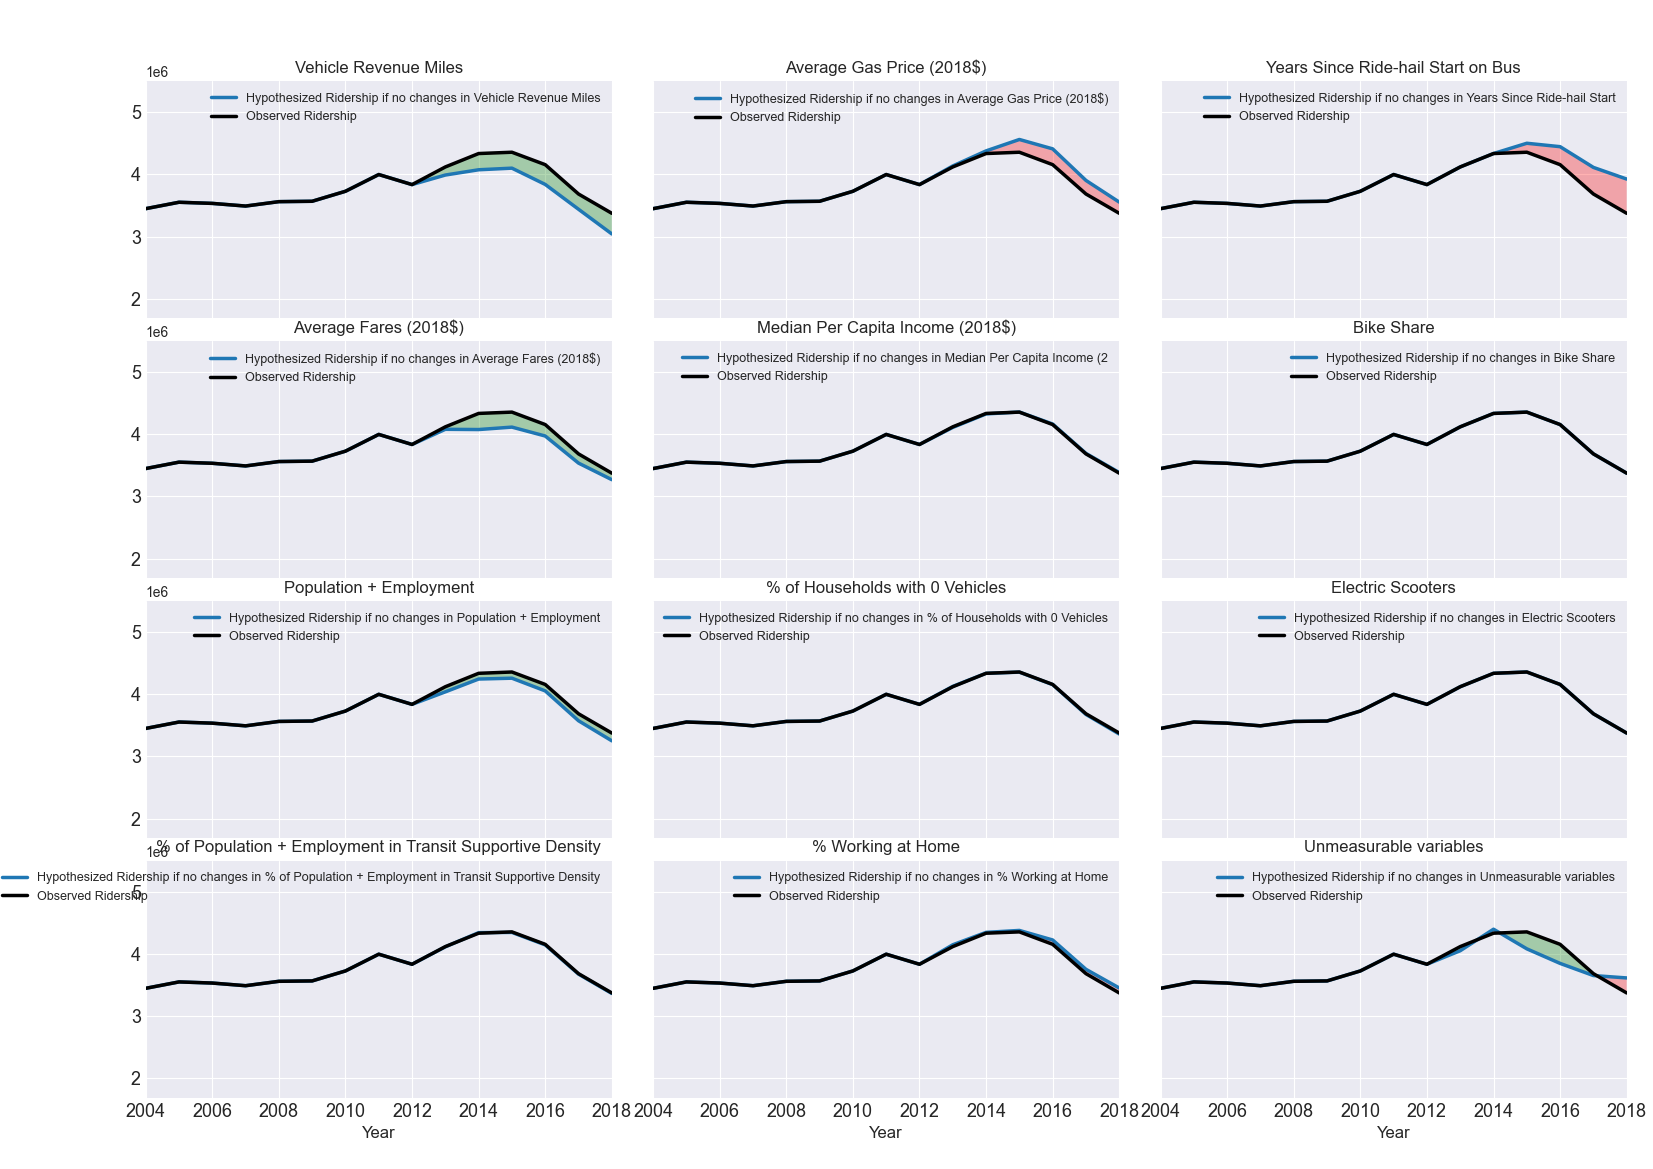 1e6
Vehicle Revenue Miles
Hypothesized Ridership if no changes in Vehicle Revenue Miles
Observed Ridership
5
4
3
2
Average Gas Price (2018$)
Hypothesized Ridership if no changes in Average Gas Price (2018$)
Observed Ridership
Years Since Ride-hail Start on Bus
Hypothesized Ridership if no changes in Years Since Ride-hail Start
Observed Ridership
1e6
Average Fares (2018$)
Hypothesized Ridership if no changes in Average Fares (2018$)
Observed Ridership
5
4
3
2
Median Per Capita Income (2018$)
Hypothesized Ridership if no changes in Median Per Capita Income (2
Observed Ridership
Bike Share
Hypothesized Ridership if no changes in Bike Share
Observed Ridership
1e6
Population + Employment
Hypothesized Ridership if no changes in Population + Employment
Observed Ridership
5
4
3
2
% of Households with 0 Vehicles
Hypothesized Ridership if no changes in % of Households with 0 Vehicles
Observed Ridership
Electric Scooters
Hypothesized Ridership if no changes in Electric Scooters
Observed Ridership
1e6
% of Population + Employment in Transit Supportive Density
Hypothesized Ridership if no changes in % of Population + Employment in Transit Supportive Density
Observed Ridership
5
4
3
2
2004 2006 2008 2010 2012 2014 2016 2018
Year
% Working at Home
Hypothesized Ridership if no changes in % Working at Home
Observed Ridership
2004 2006 2008 2010 2012 2014 2016 2018
Year
Unmeasurable variables
Hypothesized Ridership if no changes in Unmeasurable variables
Observed Ridership
2004 2006 2008 2010 2012 2014 2016 2018
Year